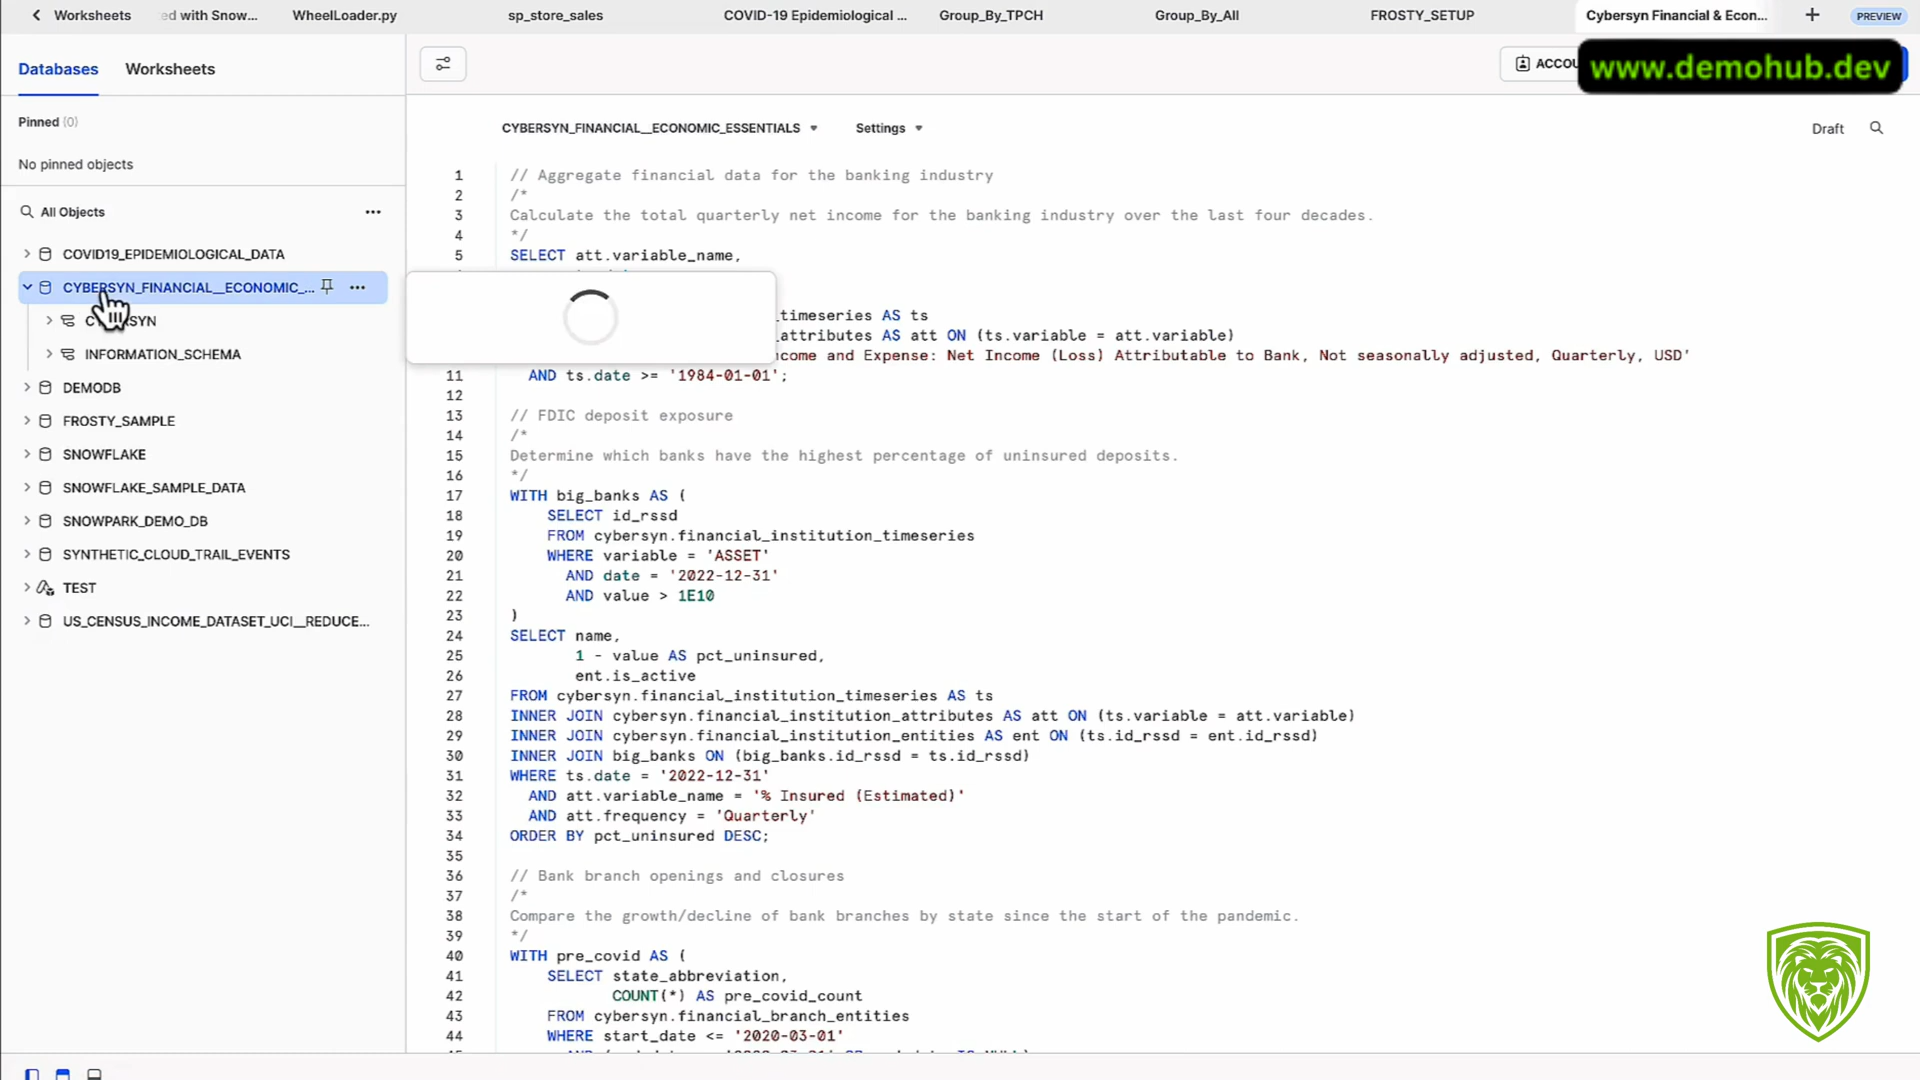 Worksheets
ed with Snow...
WheelLoader.py
sp_store_sales
COVID-19 Epidemiological ...
Group_By_TPCH
Group_By_All
FROSTY_SETUP
Cybersyn Financial & Econ...
PREVIEW
Databases
Worksheets
ACCOU
www.demohub.dev
Pinned (0)
No pinned objects
All Objects
COVID19_EPIDEMIOLOGICAL_DATA
CYBERSYN_FINANCIAL__ECONOMIC_...
INFORMATION_SCHEMA
DEMODB
FROSTY_SAMPLE
SNOWFLAKE
SNOWFLAKE_SAMPLE_DATA
SNOWPARK_DEMO_DB
SYNTHETIC_CLOUD_TRAIL_EVENTS
TEST
US_CENSUS_INCOME_DATASET_UCI__REDUCE...
CYBERSYN_FINANCIAL__ECONOMIC_ESSENTIALS
Settings
Draft
1 // Aggregate financial data for the banking industry
2 /*
3 Calculate the total quarterly net income for the banking industry over the last four decades.
4 */
5 SELECT att.variable_name,
_timeseries AS ts
_attributes AS att ON (ts.variable = att.variable)
come and Expense: Net Income (Loss) Attributable to Bank, Not seasonally adjusted, Quarterly, USD'
11 AND ts.date >= '1984-01-01';
12
13 // FDIC deposit exposure
14 /*
15 Determine which banks have the highest percentage of uninsured deposits.
16 */
17 WITH big_banks AS (
18 SELECT id_rssd
19 FROM cybersyn.financial_institution_timeseries
20 WHERE variable = 'ASSET'
21 AND date = '2022-12-31'
22 AND value > 1E10
23 )
24 SELECT name,
25 1 - value AS pct_uninsured,
26 ent.is_active
27 FROM cybersyn.financial_institution_timeseries AS ts
28 INNER JOIN cybersyn.financial_institution_attributes AS att ON (ts.variable = att.variable)
29 INNER JOIN cybersyn.financial_institution_entities AS ent ON (ts.id_rssd = ent.id_rssd)
30 INNER JOIN big_banks ON (big_banks.id_rssd = ts.id_rssd)
31 WHERE ts.date = '2022-12-31'
32 AND att.variable_name = '% Insured (Estimated)'
33 AND att.frequency = 'Quarterly'
34 ORDER BY pct_uninsured DESC;
35
36 // Bank branch openings and closures
37 /*
38 Compare the growth/decline of bank branches by state since the start of the pandemic.
39 */
40 WITH pre_covid AS (
41 SELECT state_abbreviation,
42 COUNT(*) AS pre_covid_count
43 FROM cybersyn.financial_branch_entities
44 WHERE start_date <= '2020-03-01'